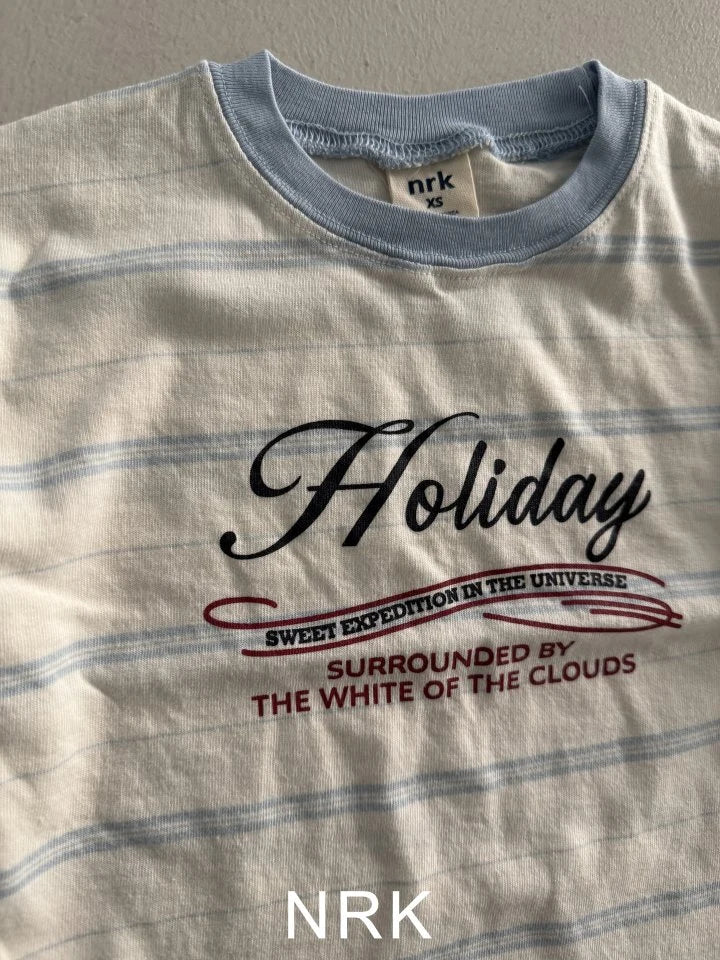 nrk
XS
Holiday
SWEET EXPEDITION IN THE UNIVERSE
SURROUNDED BY
THE WHITE OF THE CLOUDS
NRK